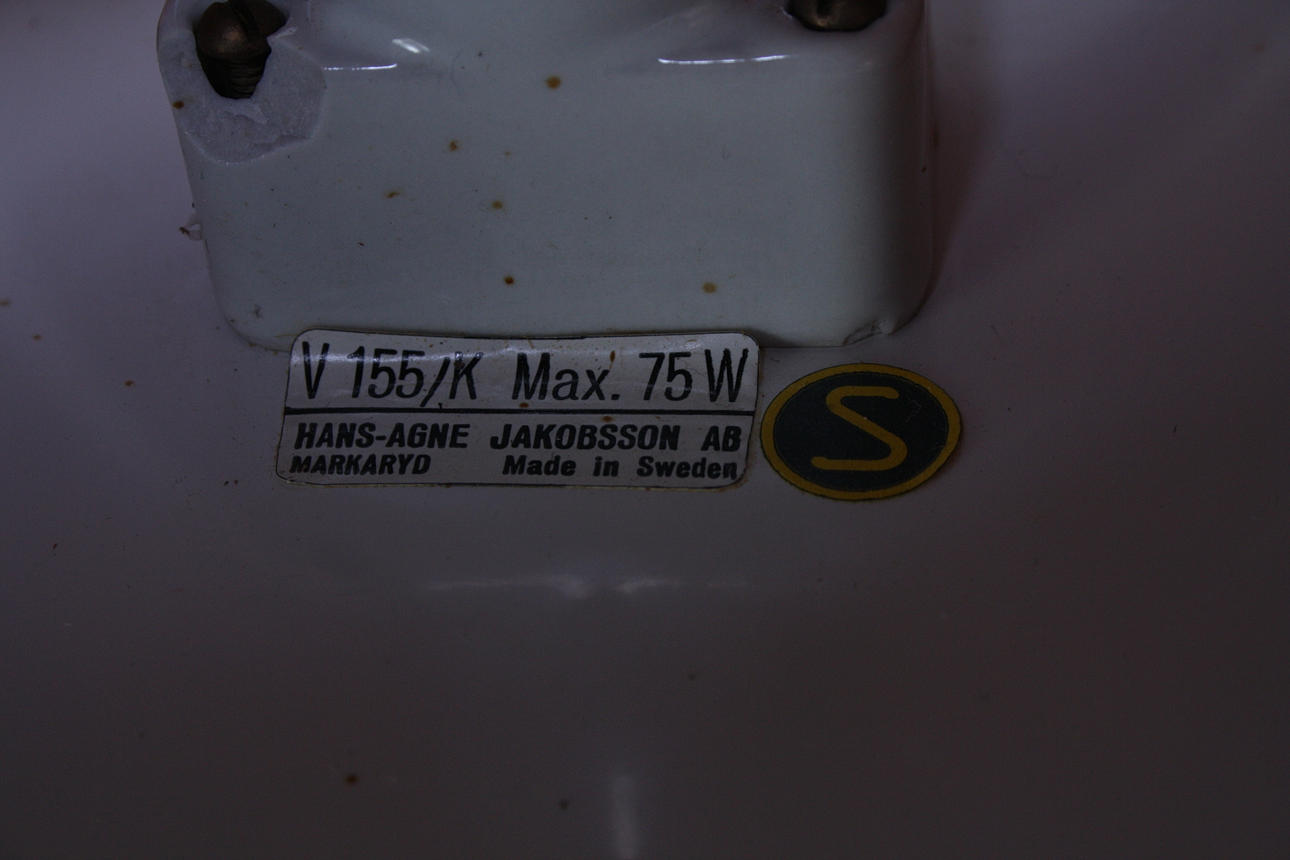 V 155/K Max. 75 W
HANS-AGNE JAKOBSSON AB
MARKARYD Made in Sweden
S